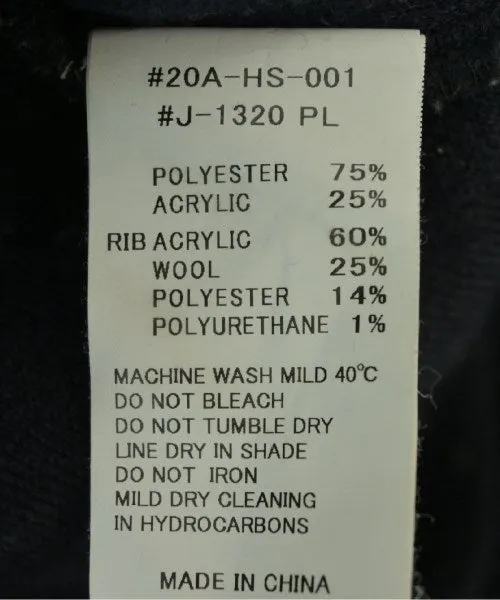 #20A-HS-001
#J-1320 PL
POLYESTER 75%
ACRYLIC 25%
RIB ACRYLIC 60%
WOOL 25%
POLYESTER 14%
POLYURETHANE 1%
MACHINE WASH MILD 40℃
DO NOT BLEACH
DO NOT TUMBLE DRY
LINE DRY IN SHADE
DO NOT IRON
MILD DRY CLEANING
IN HYDROCARBONS
MADE IN CHINA